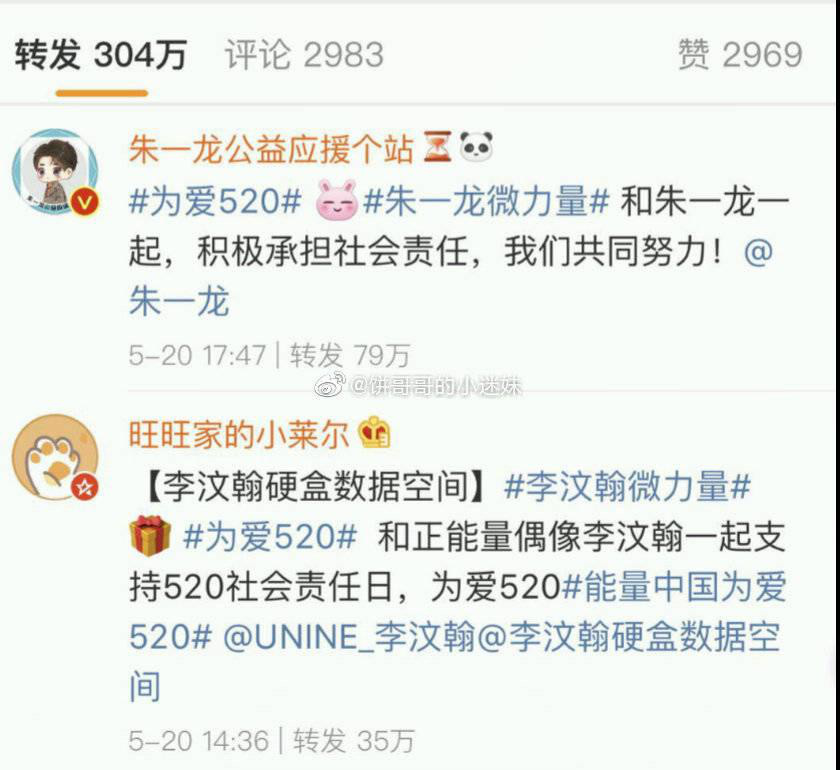 转发 304万 评论 2983 赞 2969
朱一龙公益应援个站
#为爱520# #朱一龙微力量# 和朱一龙一
起，积极承担社会责任，我们共同努力！@
朱一龙
5-20 17:47 | 转发 79万
@饼哥哥的小迷妹
旺旺家的小莱尔
【李汶翰硬盒数据空间】#李汶翰微力量#
#为爱520# 和正能量偶像李汶翰一起支
持520社会责任日，为爱520#能量中国为爱
520# @UNINE_李汶翰@李汶翰硬盒数据空
间
5-20 14:36 | 转发 35万